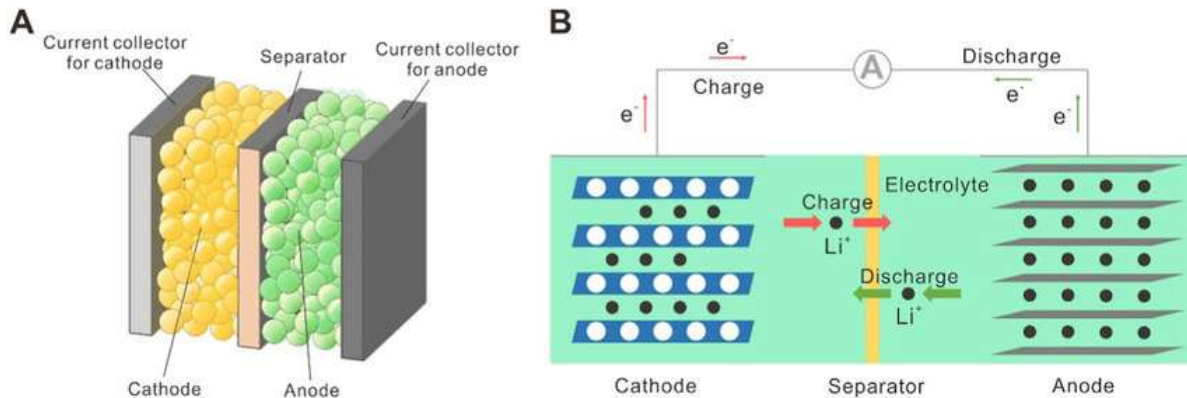 A
Current collector
for cathode
Separator
Current collector
for anode
Cathode
Anode
B
e⁻
Charge
A
Discharge
e⁻
e⁻
e⁻
Electrolyte
Charge
Li⁺
Discharge
Li⁺
Cathode
Separator
Anode